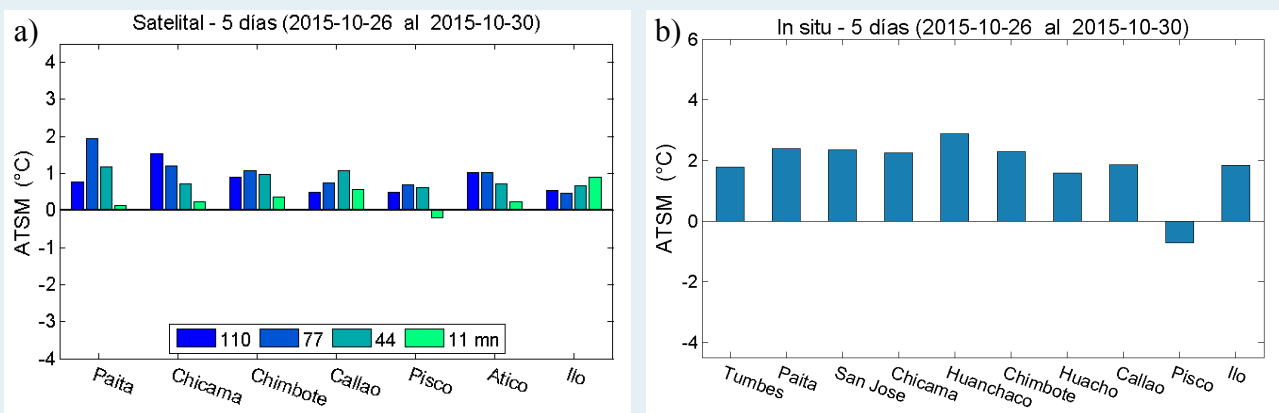 a) Satelital - 5 días (2015-10-26 al 2015-10-30)
ATSM (°C)
4
3
2
1
0
-1
-2
-3
-4
110 77 44 11 mn
Paita Chicama Chimbote Callao Pisco Atico Ilo
b) In situ - 5 días (2015-10-26 al 2015-10-30)
ATSM (°C)
6
4
2
0
-2
-4
Tumbes Paita San Jose Chicama Huanchaco Chimbote Huacho Callao Pisco Ilo